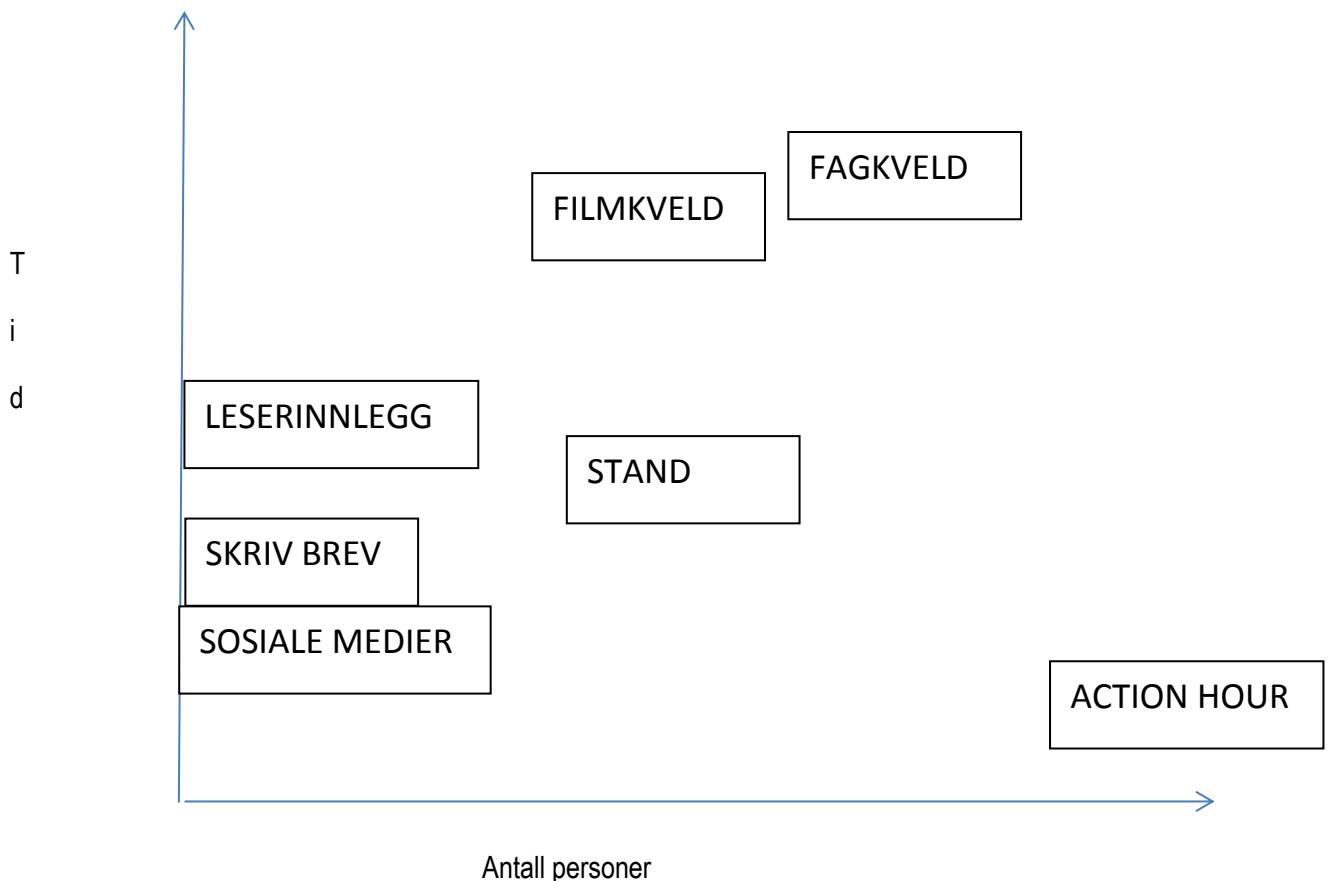 FAGKVELD
FILMKVELD
T
i
d
LESERINNLEGG
STAND
SKRIV BREV
SOSIALE MEDIER
ACTION HOUR
Antall personer